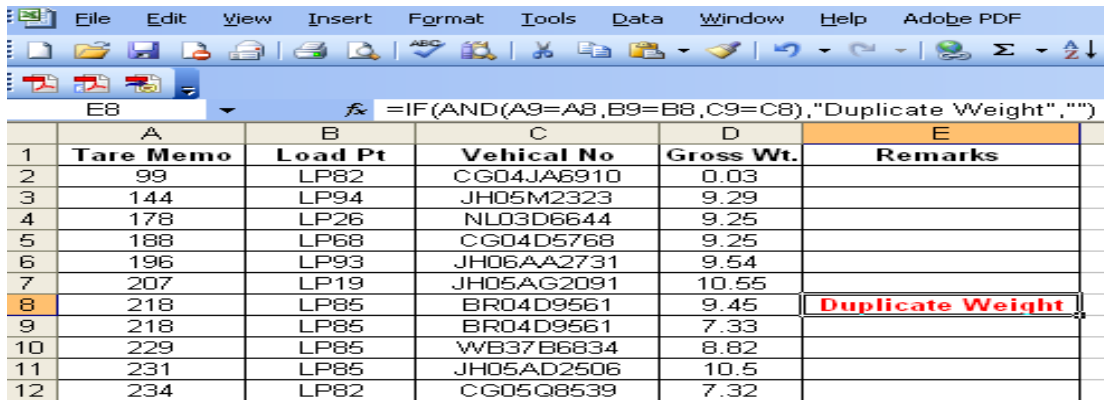 File Edit View Insert Format Tools Data Window Help Adobe PDF
ABC Σ A Z
E8 fx =IF(AND(A9=A8,B9=B8,C9=C8),"Duplicate Weight","")
A B C D E
1 Tare Memo Load Pt Vehical No Gross Wt. Remarks
2 99 LP82 CG04JA6910 0.03
3 144 LP94 JH05M2323 9.29
4 178 LP26 NL03D6644 9.25
5 188 LP68 CG04D5768 9.25
6 196 LP93 JH06AA2731 9.54
7 207 LP19 JH05AG2091 10.55
8 218 LP85 BR04D9561 9.45 Duplicate Weight
9 218 LP85 BR04D9561 7.33
10 229 LP85 WB37B6834 8.82
11 231 LP85 JH05AD2506 10.5
12 234 LP82 CG05Q8539 7.32